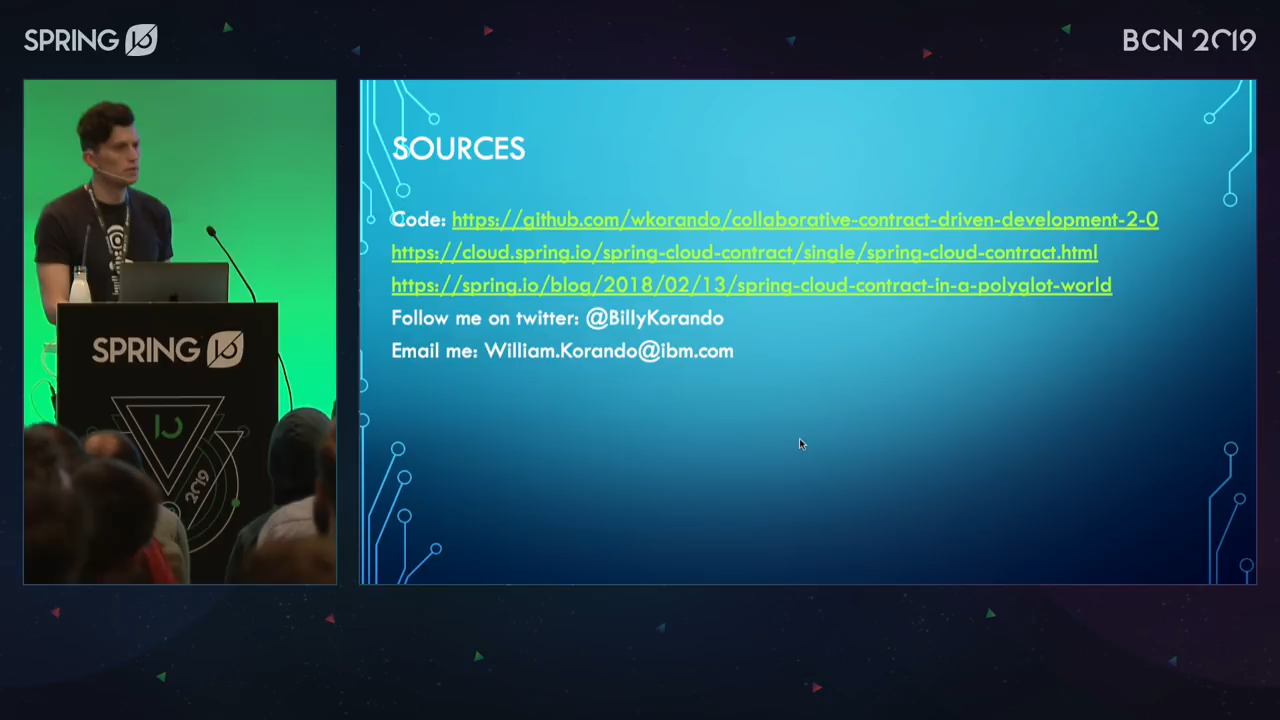 SPRING IO
BCN 2019
SOURCES
Code: https://github.com/wkorando/collaborative-contract-driven-development-2-0
https://cloud.spring.io/spring-cloud-contract/single/spring-cloud-contract.html
https://spring.io/blog/2018/02/13/spring-cloud-contract-in-a-polyglot-world
Follow me on twitter: @BillyKorando
Email me: William.Korando@ibm.com
SPRING IO
IO
2019